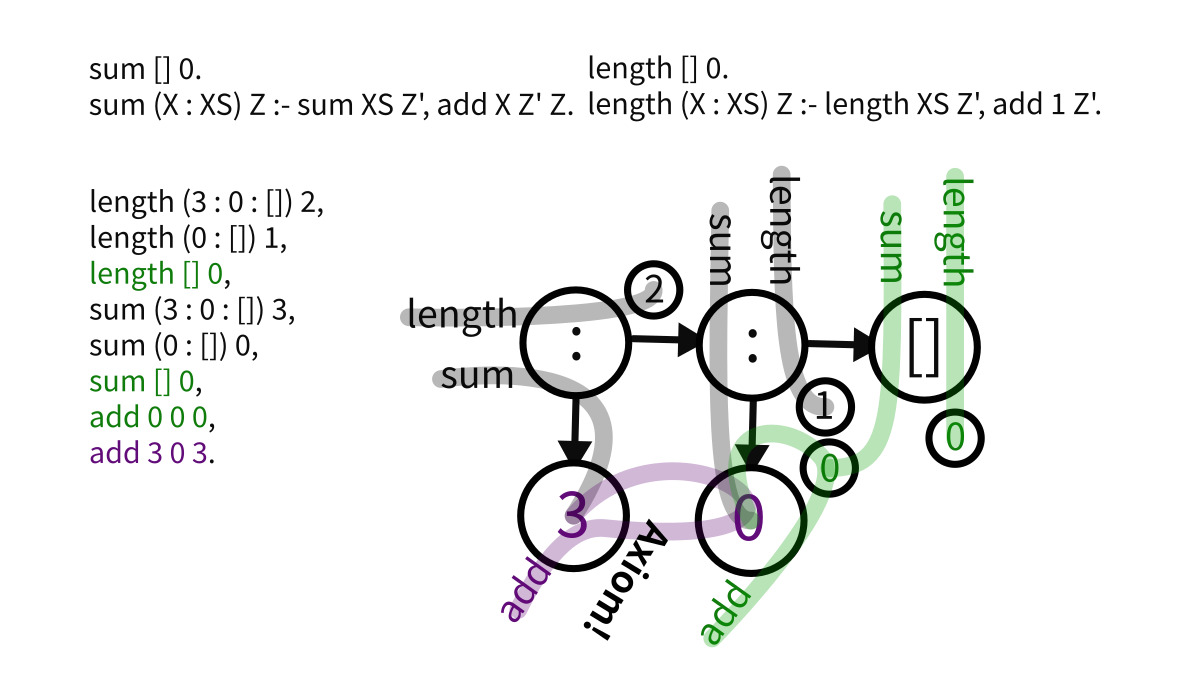 sum [] 0.
sum (X : XS) Z :- sum XS Z', add X Z' Z.
length [] 0.
length (X : XS) Z :- length XS Z', add 1 Z'.
length (3 : 0 : []) 2,
length (0 : []) 1,
length [] 0,
sum (3 : 0 : []) 3,
sum (0 : []) 0,
sum [] 0,
add 0 0 0,
add 3 0 3.
length
sum
:
2
sum
length
:
1
sum
length
[]
0
0
3
0
add
Axiom!
add